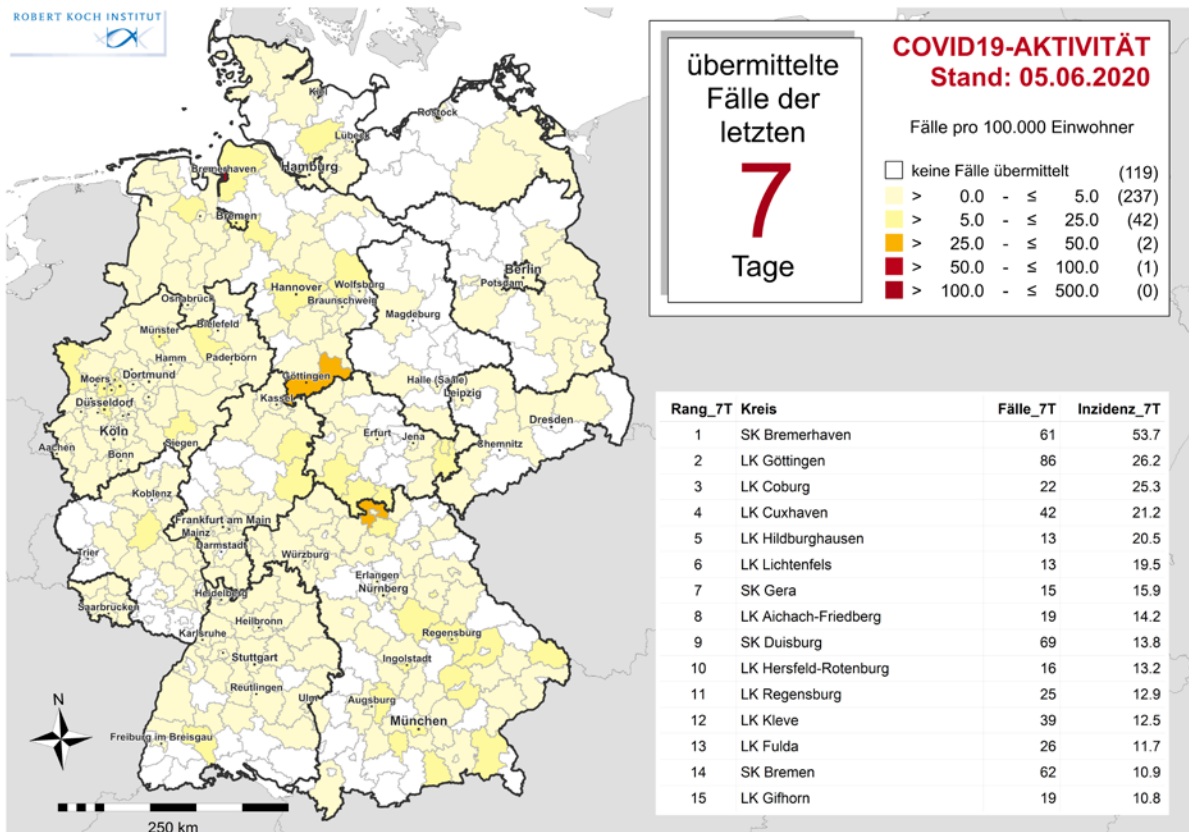 ROBERT KOCH INSTITUT
übermittelte
Fälle der
letzten
7
Tage
COVID19-AKTIVITÄT
Stand: 05.06.2020
Fälle pro 100.000 Einwohner
keine Fälle übermittelt (119)
> 0.0 - ≤ 5.0 (237)
> 5.0 - ≤ 25.0 (42)
> 25.0 - ≤ 50.0 (2)
> 50.0 - ≤ 100.0 (1)
> 100.0 - ≤ 500.0 (0)
Kiel
Rostock
Lübeck
Hamburg
Bremerhaven
Bremen
Berlin
Potsdam
Hannover
Wolfsburg
Braunschweig
Osnabrück
Magdeburg
Bielefeld
Münster
Hamm
Paderborn
Göttingen
Moers
Dortmund
Halle (Saale)
Leipzig
Kassel
Düsseldorf
Dresden
Köln
Erfurt
Jena
Chemnitz
Siegen
Aachen
Bonn
Koblenz
Frankfurt am Main
Mainz
Darmstadt
Trier
Würzburg
Erlangen
Nürnberg
Heidelberg
Saarbrücken
Heilbronn
Karlsruhe
Regensburg
Stuttgart
Ingolstadt
Reutlingen
Ulm
Augsburg
München
Freiburg im Breisgau
N
250 km
Rang_7T Kreis Fälle_7T Inzidenz_7T
1 SK Bremerhaven 61 53.7
2 LK Göttingen 86 26.2
3 LK Coburg 22 25.3
4 LK Cuxhaven 42 21.2
5 LK Hildburghausen 13 20.5
6 LK Lichtenfels 13 19.5
7 SK Gera 15 15.9
8 LK Aichach-Friedberg 19 14.2
9 SK Duisburg 69 13.8
10 LK Hersfeld-Rotenburg 16 13.2
11 LK Regensburg 25 12.9
12 LK Kleve 39 12.5
13 LK Fulda 26 11.7
14 SK Bremen 62 10.9
15 LK Gifhorn 19 10.8